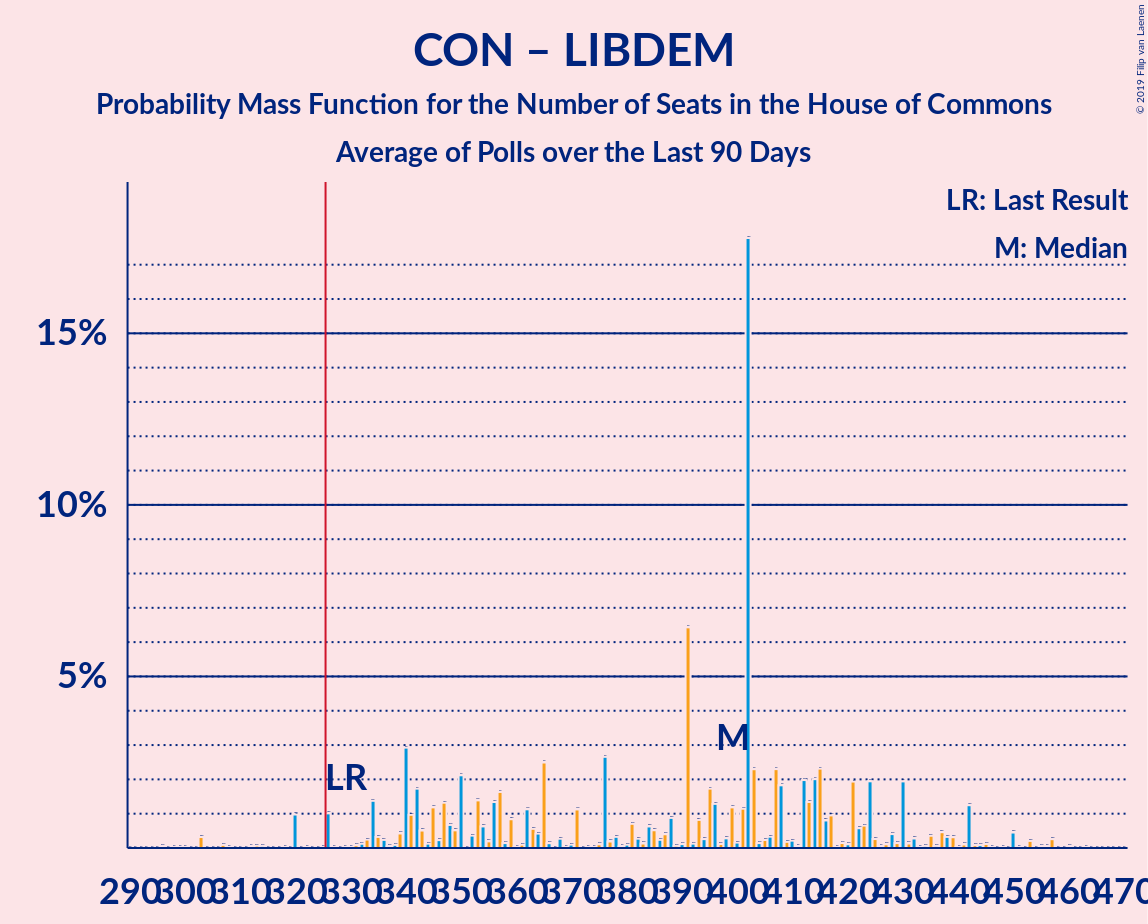 CON – LIBDEM
Probability Mass Function for the Number of Seats in the House of Commons
Average of Polls over the Last 90 Days
© 2019 Filip van Laenen
LR: Last Result
M: Median
15%
10%
5%
M
LR
290 300 310 320 330 340 350 360 370 380 390 400 410 420 430 440 450 460 470